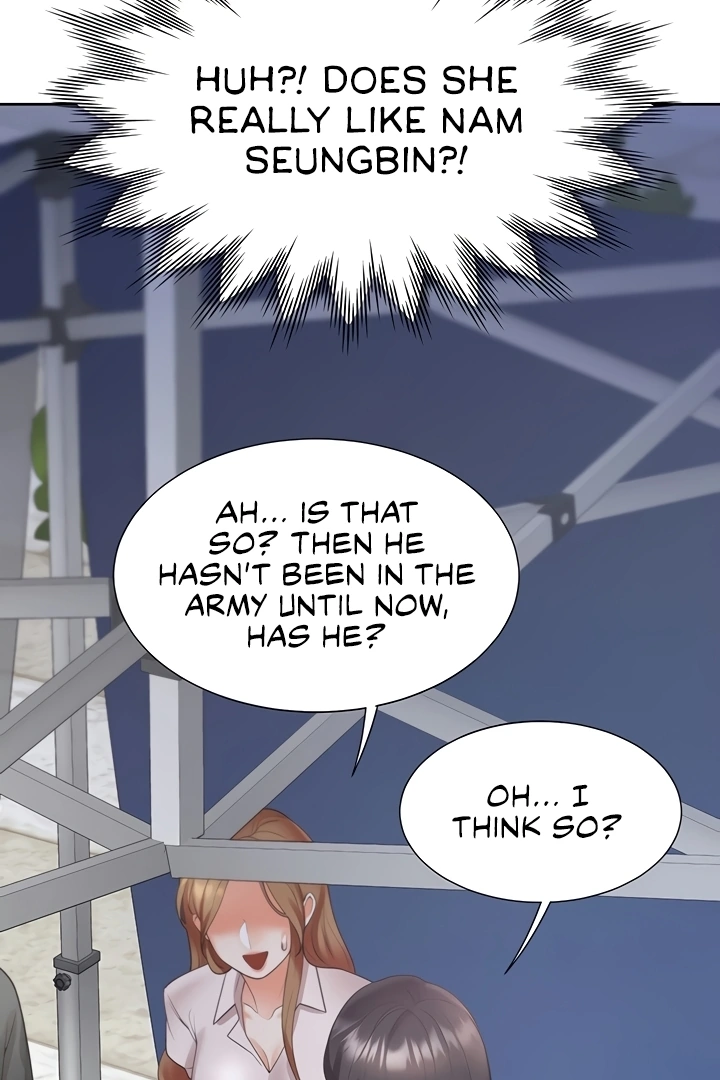 HUH?! DOES SHE
REALLY LIKE NAM
SEUNGBIN?!
AH... IS THAT
SO? THEN HE
HASN'T BEEN IN THE
ARMY UNTIL NOW,
HAS HE?
OH... I
THINK SO?